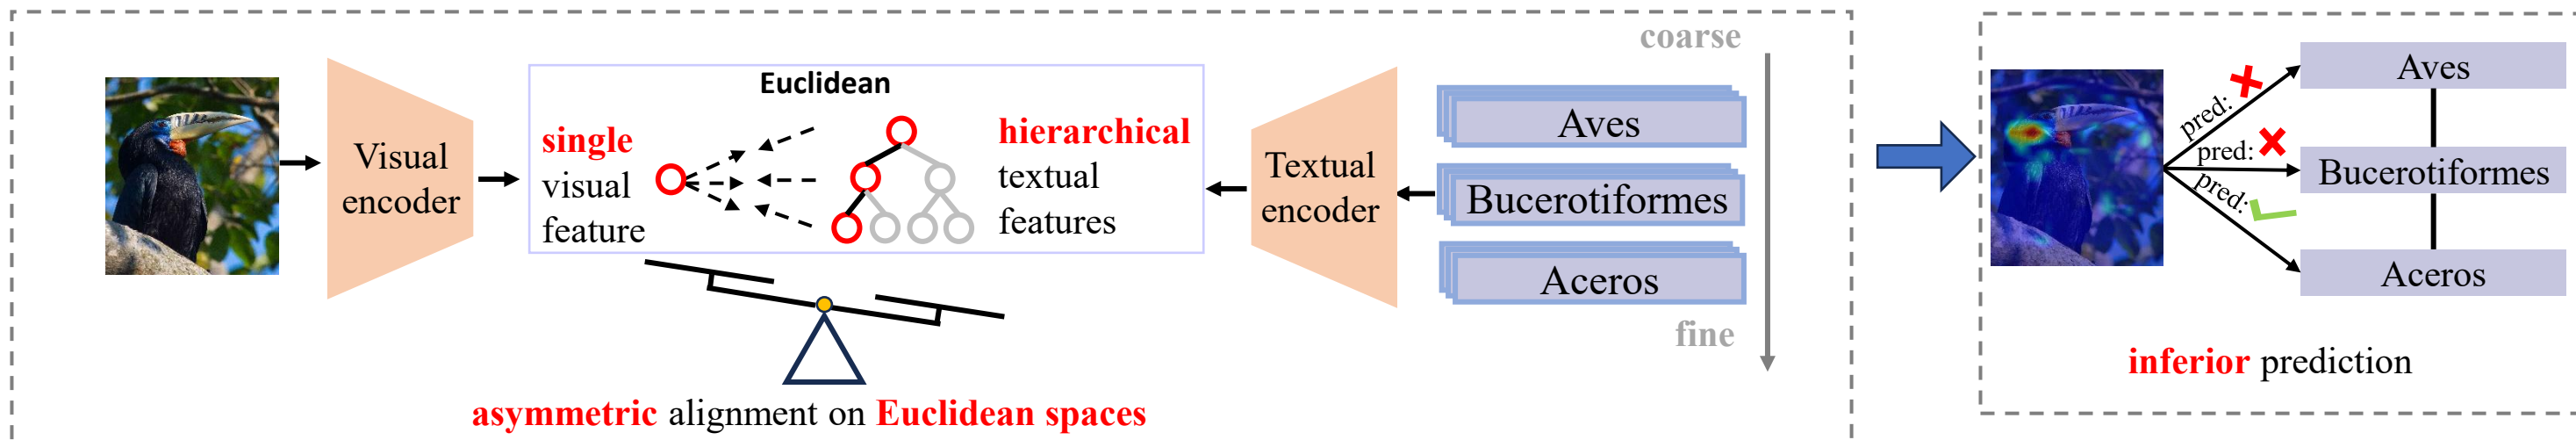 coarse
Euclidean
Visual
encoder
single
visual
feature
hierarchical
textual
features
Textual
encoder
Aves
Bucerotiformes
Aceros
fine
asymmetric alignment on Euclidean spaces
pred:
pred:
pred:
Aves
Bucerotiformes
Aceros
inferior prediction